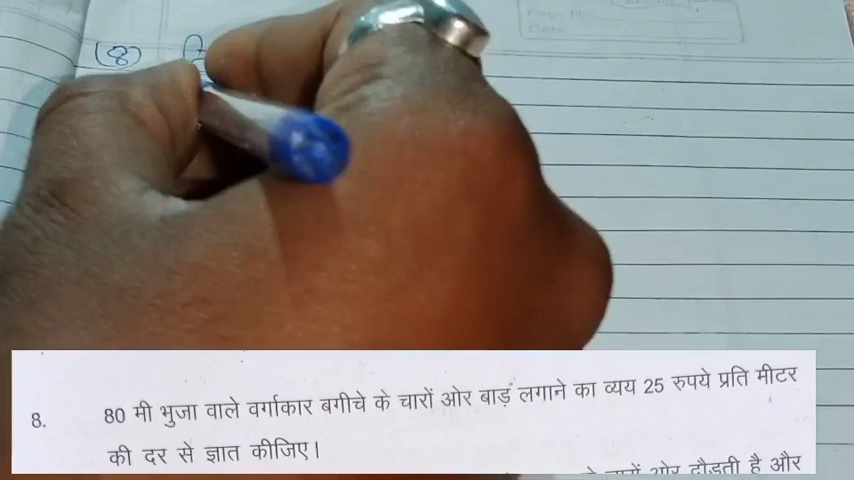 (8)
8. 80 मी भुजा वाले वर्गाकार बगीचे के चारों ओर बाड़ लगाने का व्यय 25 रुपये प्रति मीटर
की दर से ज्ञात कीजिए।
ओर दौड़ती है और